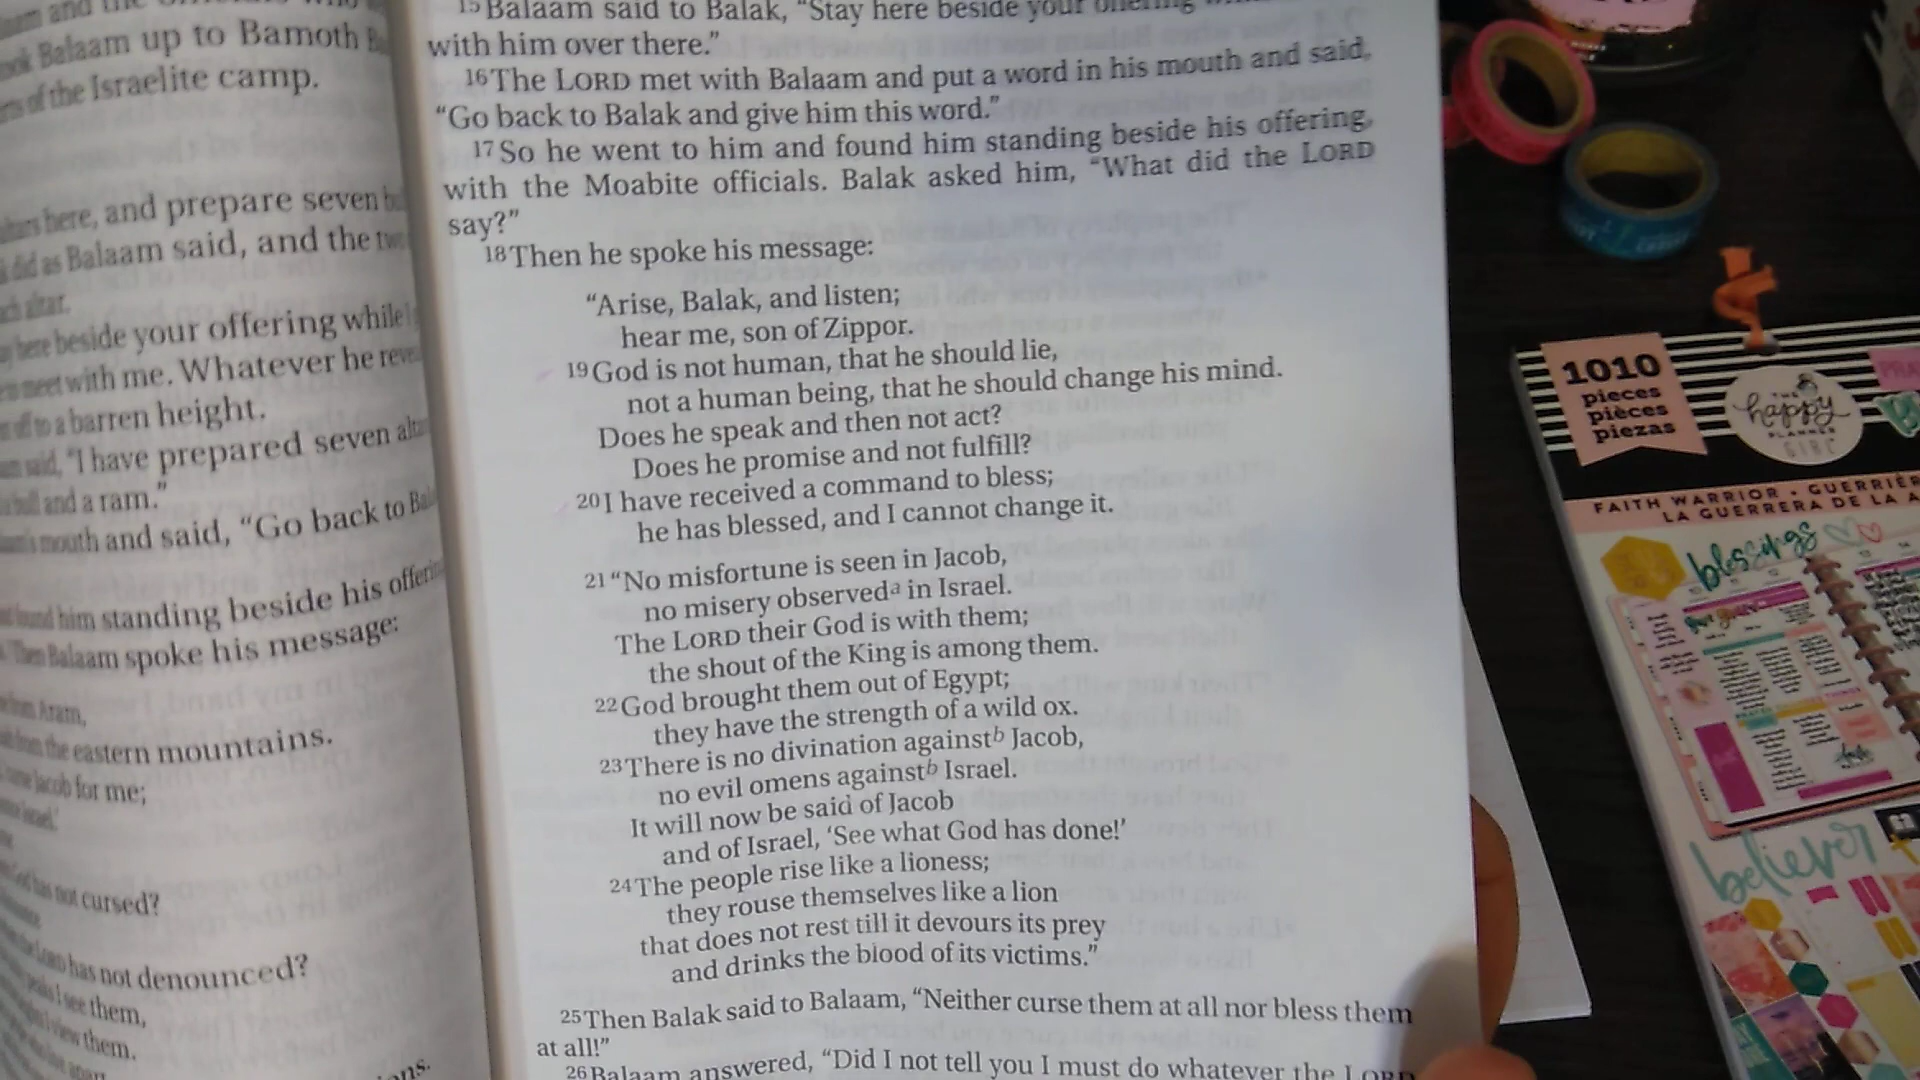 Balaam up to Bamoth
of the Israelite camp.
here, and prepare seven
did as Balaam said, and the
altar.
here beside your offering while
meet with me. Whatever he
off to a barren height.
said, "I have prepared seven
bull and a ram."
mouth and said, "Go back to
found him standing beside his
Then Balaam spoke his message:
Aram,
from the eastern mountains.
Jacob for me;
has not cursed?
has not denounced?
I see them,
view them.
15 Balaam said to Balak, "Stay here beside your offering
with him over there."
16 The LORD met with Balaam and put a word in his mouth and said,
"Go back to Balak and give him this word."
17 So he went to him and found him standing beside his offering,
with the Moabite officials. Balak asked him, "What did the LORD
say?"
18 Then he spoke his message:
"Arise, Balak, and listen;
hear me, son of Zippor.
19 God is not human, that he should lie,
not a human being, that he should change his mind.
Does he speak and then not act?
Does he promise and not fulfill?
20 I have received a command to bless;
he has blessed, and I cannot change it.
21 "No misfortune is seen in Jacob,
no misery observed a in Israel.
The LORD their God is with them;
the shout of the King is among them.
22 God brought them out of Egypt;
they have the strength of a wild ox.
23 There is no divination against b Jacob,
no evil omens against b Israel.
It will now be said of Jacob
and of Israel, 'See what God has done!'
24 The people rise like a lioness;
they rouse themselves like a lion
that does not rest till it devours its prey
and drinks the blood of its victims."
25 Then Balak said to Balaam, "Neither curse them at all nor bless them
at all!"
26 Balaam answered, "Did I not tell you I must do whatever the LORD
1010
pieces
pièces
piezas
THE
happy
PLANNER
GIRL
FAITH WARRIOR • 
LA GUERRERA DE LA
blessings
believer